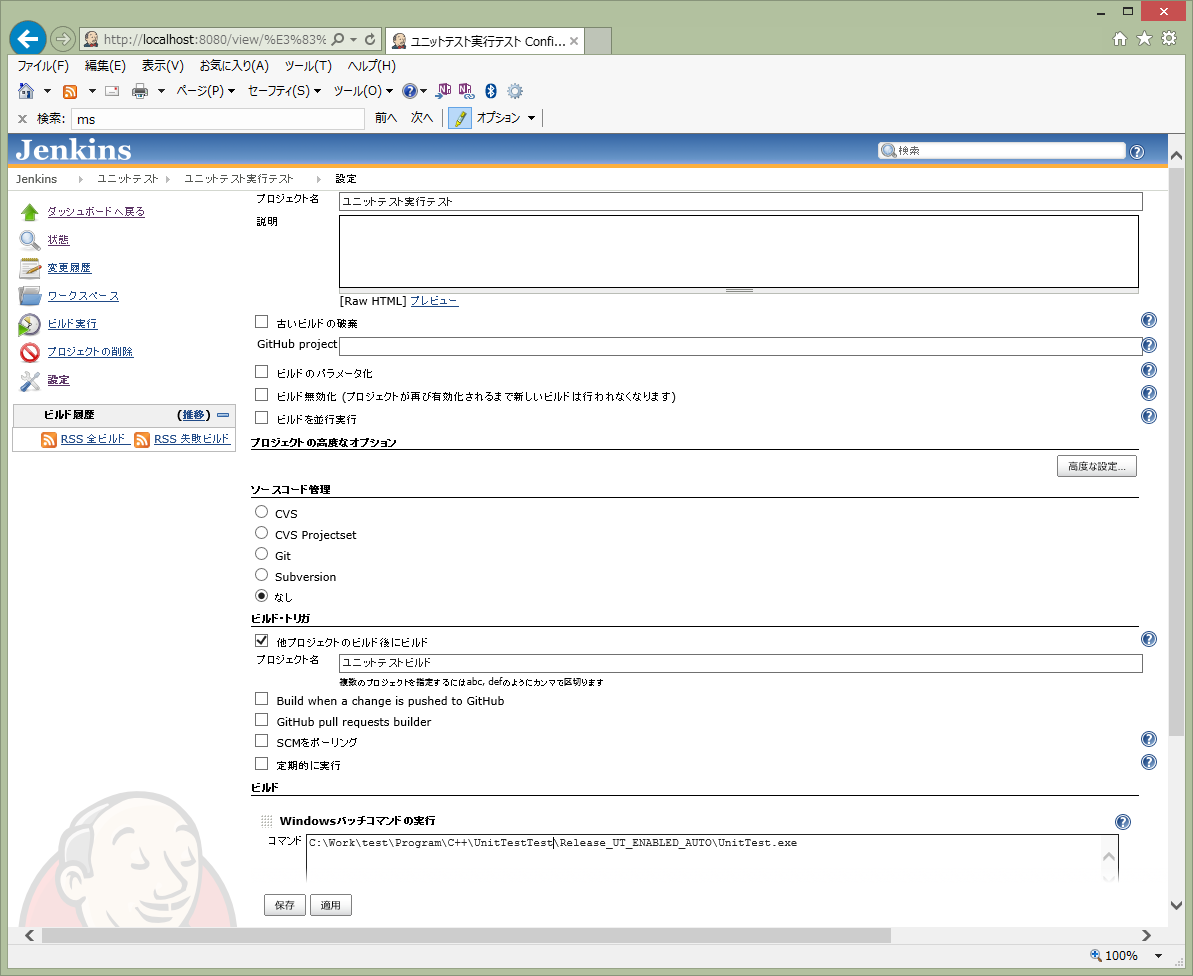 http://localhost:8080/view/%E3%83%
ユニットテスト実行テスト Confi...
ファイル(F) 編集(E) 表示(V) お気に入り(A) ツール(T) ヘルプ(H)
ページ(P) セーフティ(S) ツール(O)
検索: ms 前へ 次へ オプション
Jenkins 検索
Jenkins ユニットテスト ユニットテスト実行テスト 設定
ダッシュボードへ戻る
状態
変更履歴
ワークスペース
ビルド実行
プロジェクトの削除
設定
ビルド履歴 (推移)
RSS 全ビルド RSS 失敗ビルド
プロジェクト名 ユニットテスト実行テスト
説明
[Raw HTML] プレビュー
古いビルドの破棄
GitHub project
ビルドのパラメータ化
ビルド無効化 (プロジェクトが再び有効化されるまで新しいビルドは行われなくなります)
ビルドを並行実行
プロジェクトの高度なオプション
高度な設定...
ソースコード管理
CVS
CVS Projectset
Git
Subversion
なし
ビルド・トリガ
他プロジェクトのビルド後にビルド
プロジェクト名 ユニットテストビルド
複数のプロジェクトを指定するにはabc, defのようにカンマで区切ります
Build when a change is pushed to GitHub
GitHub pull requests builder
SCMをポーリング
定期的に実行
ビルド
Windowsバッチコマンドの実行
コマンド C:\Work\test\Program\C++\UnitTestTest\Release_UT_ENABLED_AUTO\UnitTest.exe
保存 適用
100%